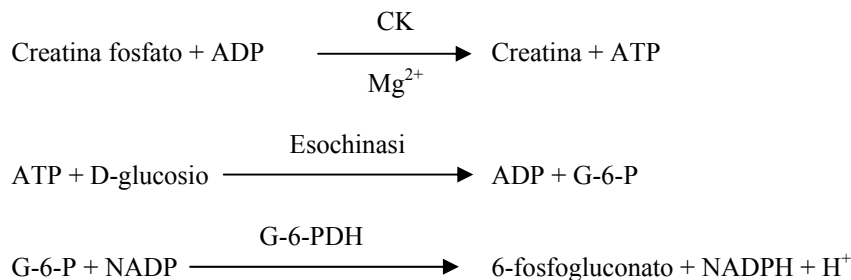 CK
Creatina fosfato + ADP Creatina + ATP
Mg²⁺
Esochinasi
ATP + D-glucosio ADP + G-6-P
G-6-PDH
G-6-P + NADP 6-fosfogluconato + NADPH + H⁺